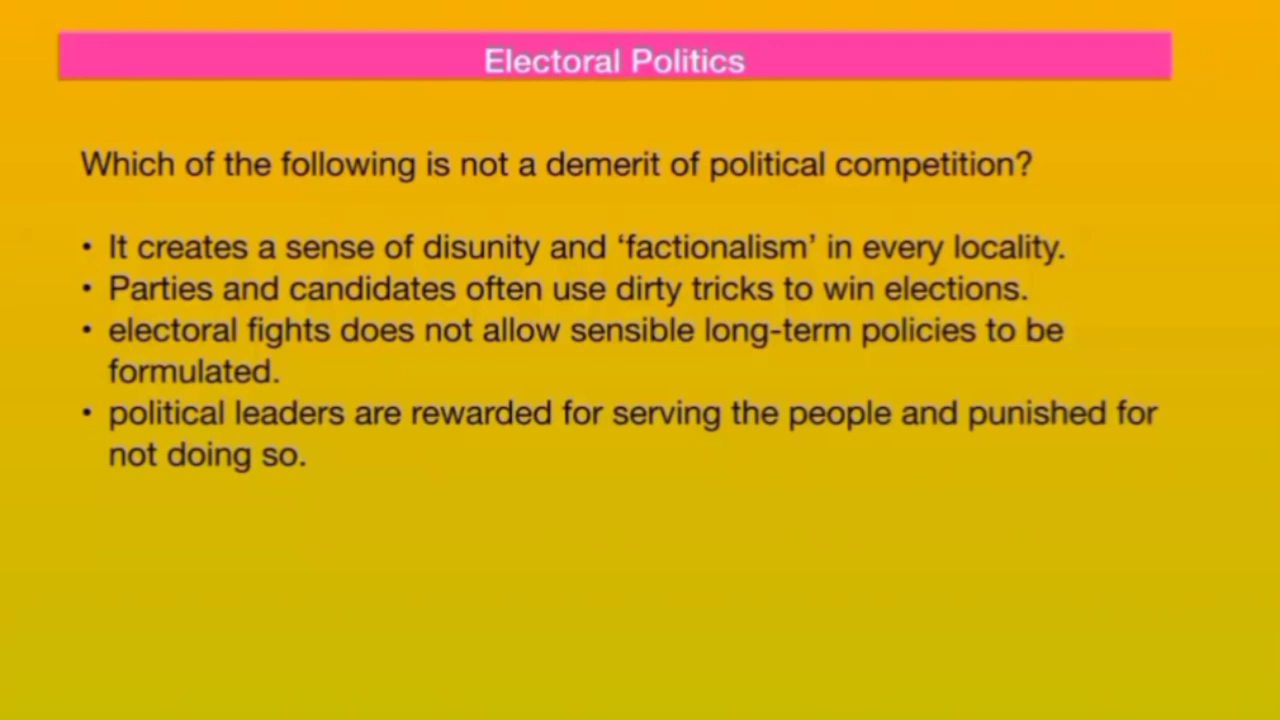 Electoral Politics
Which of the following is not a demerit of political competition?
• It creates a sense of disunity and ‘factionalism’ in every locality.
• Parties and candidates often use dirty tricks to win elections.
• electoral fights does not allow sensible long-term policies to be
formulated.
• political leaders are rewarded for serving the people and punished for
not doing so.